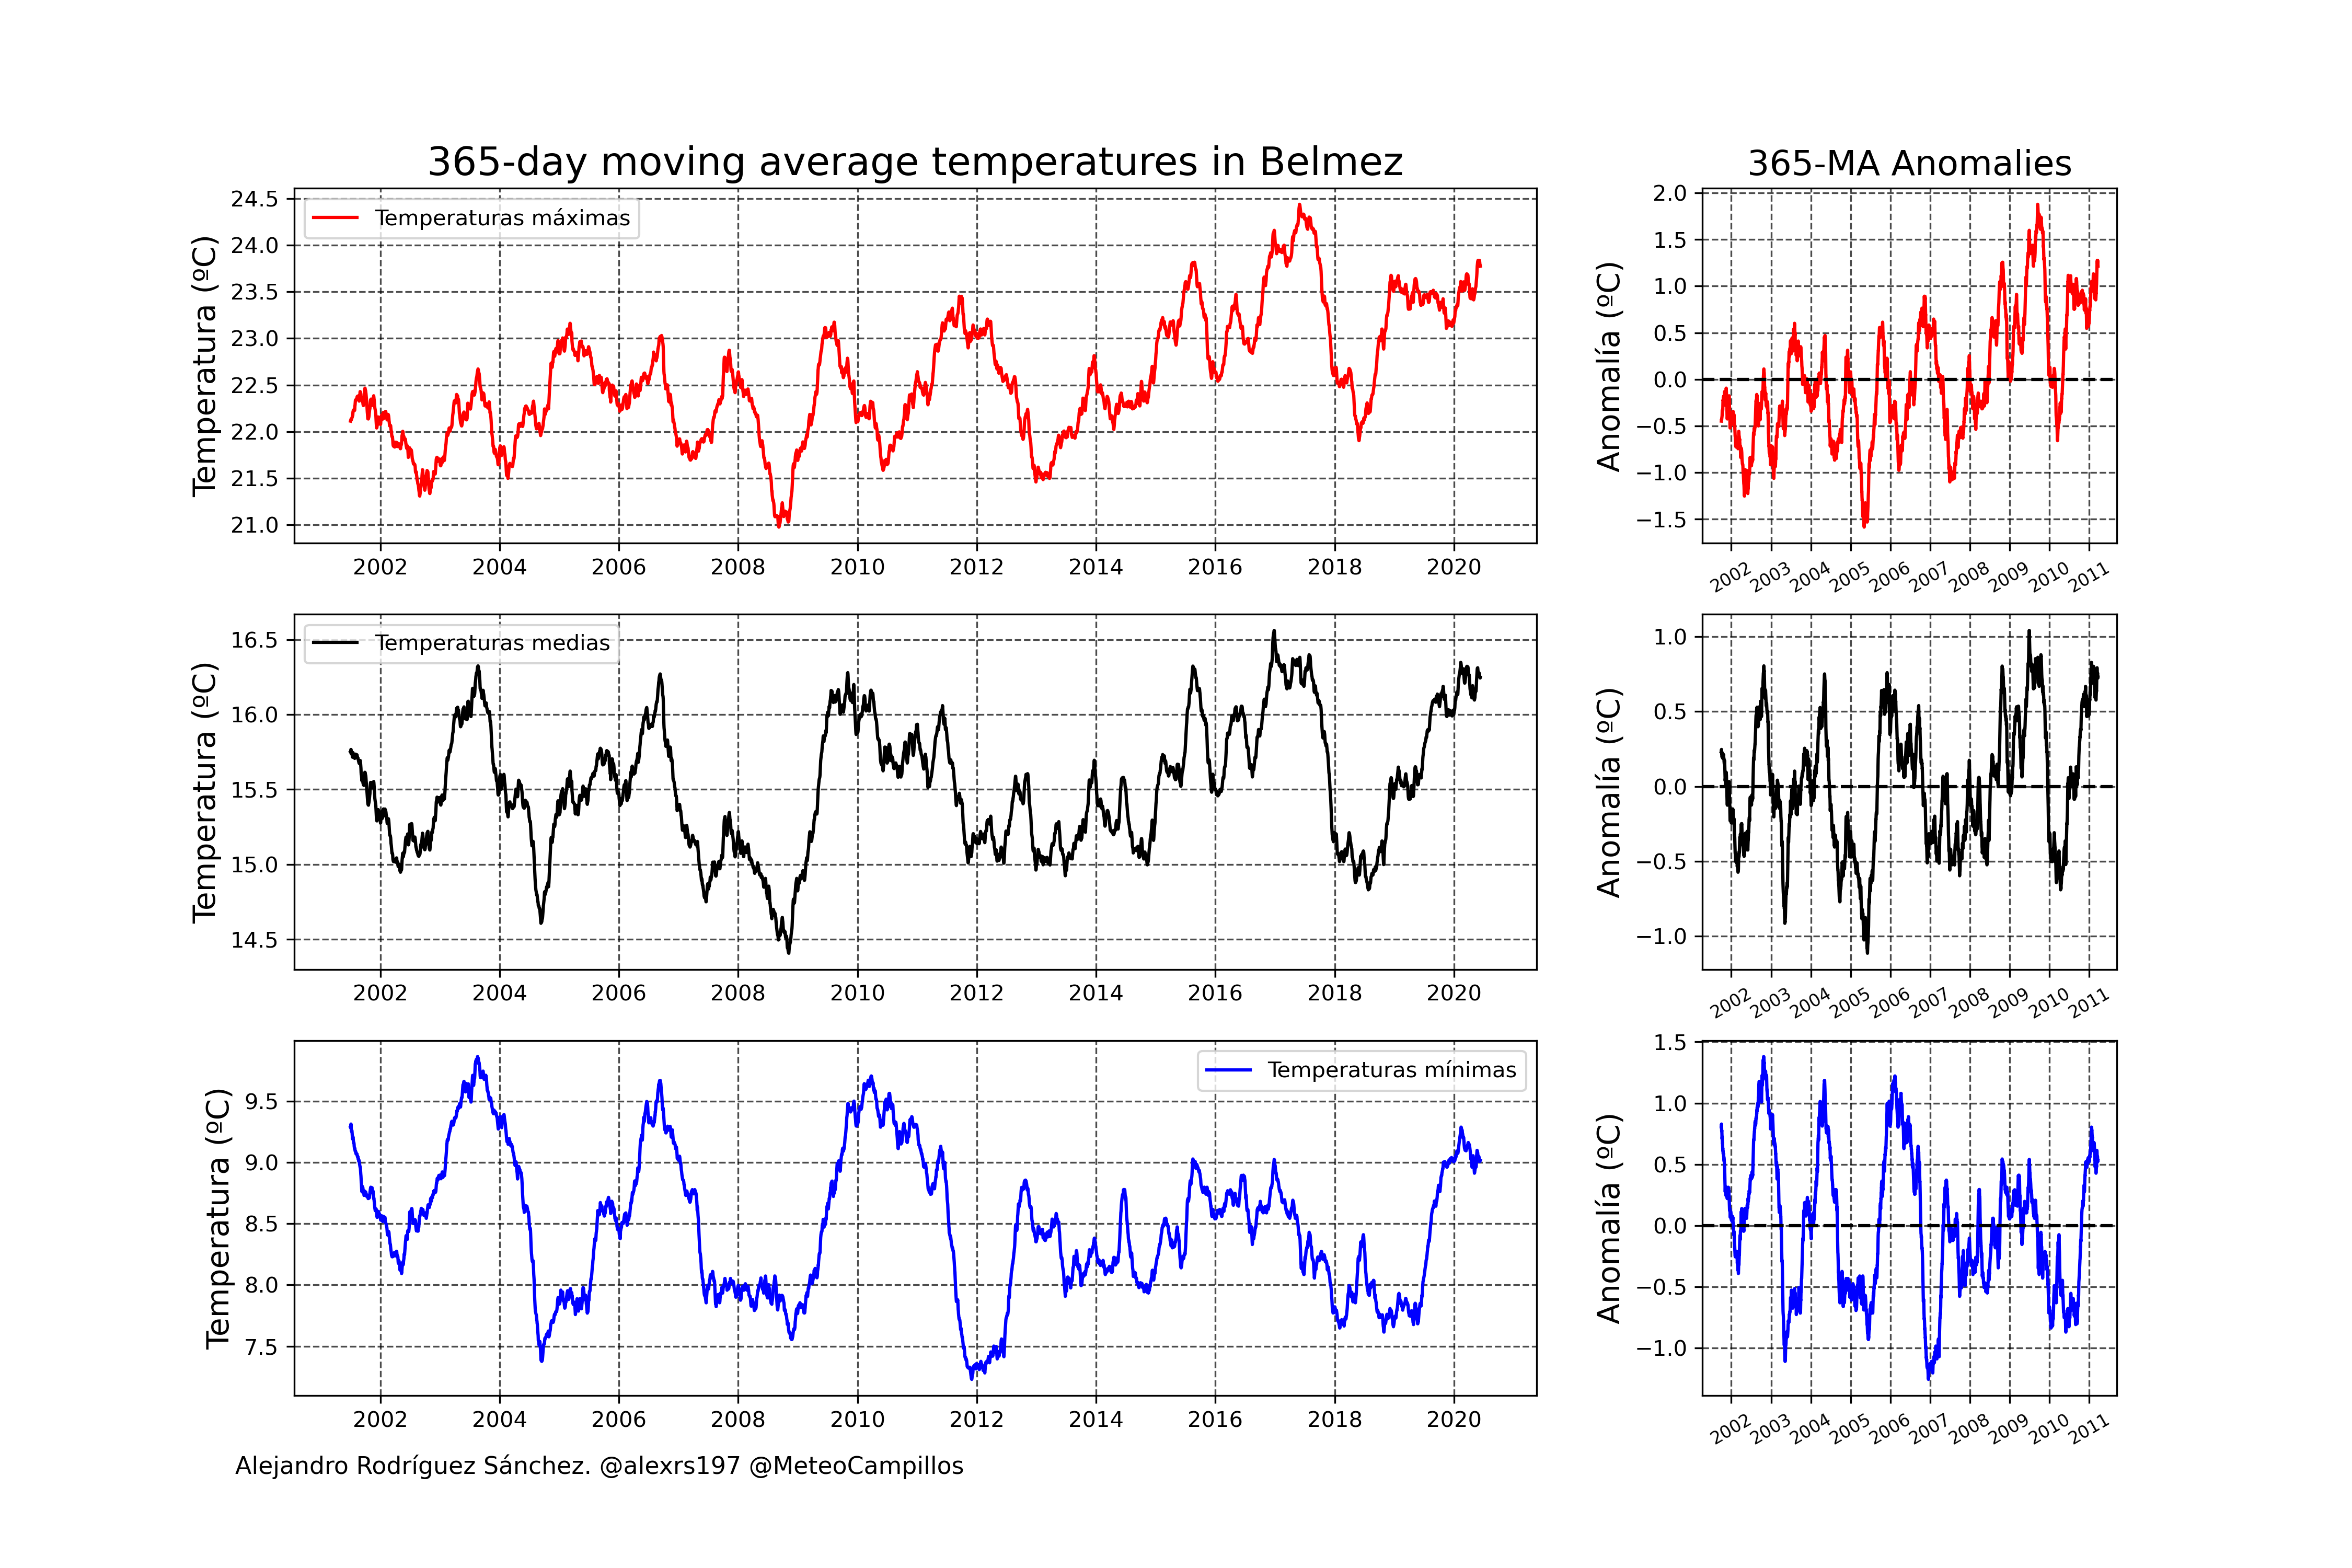 365-day moving average temperatures in Belmez
365-MA Anomalies
Temperatura (ºC)
24.5
24.0
23.5
23.0
22.5
22.0
21.5
21.0
Temperaturas máximas
2002 2004 2006 2008 2010 2012 2014 2016 2018 2020
Anomalía (ºC)
2.0
1.5
1.0
0.5
0.0
−0.5
−1.0
−1.5
2002 2003 2004 2005 2006 2007 2008 2009 2010 2011
Temperatura (ºC)
16.5
16.0
15.5
15.0
14.5
Temperaturas medias
2002 2004 2006 2008 2010 2012 2014 2016 2018 2020
Anomalía (ºC)
1.0
0.5
0.0
−0.5
−1.0
2002 2003 2004 2005 2006 2007 2008 2009 2010 2011
Temperatura (ºC)
9.5
9.0
8.5
8.0
7.5
Temperaturas mínimas
2002 2004 2006 2008 2010 2012 2014 2016 2018 2020
Anomalía (ºC)
1.5
1.0
0.5
0.0
−0.5
−1.0
2002 2003 2004 2005 2006 2007 2008 2009 2010 2011
Alejandro Rodríguez Sánchez. @alexrs197 @MeteoCampillos